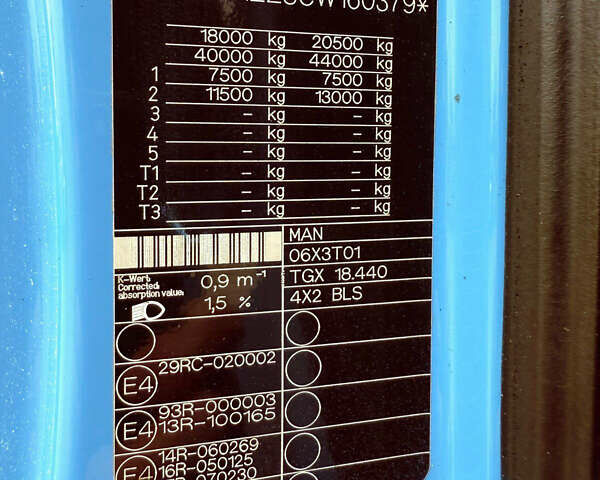 W160379*
18000 kg 20500 kg
40000 kg 44000 kg
1 7500 kg 7500 kg
2 11500 kg 13000 kg
3 – kg – kg
4 – kg – kg
5 – kg – kg
T1 – kg – kg
T2 – kg – kg
T3 – kg – kg
MAN
06X3T01
K-Wert
Corrected
absorption value
0,9 m⁻¹
TGX 18.440
1,5 %
4X2 BLS
E4 29RC-020002
E4 93R-000003
13R-100165
E4 14R-060269
16R-050125